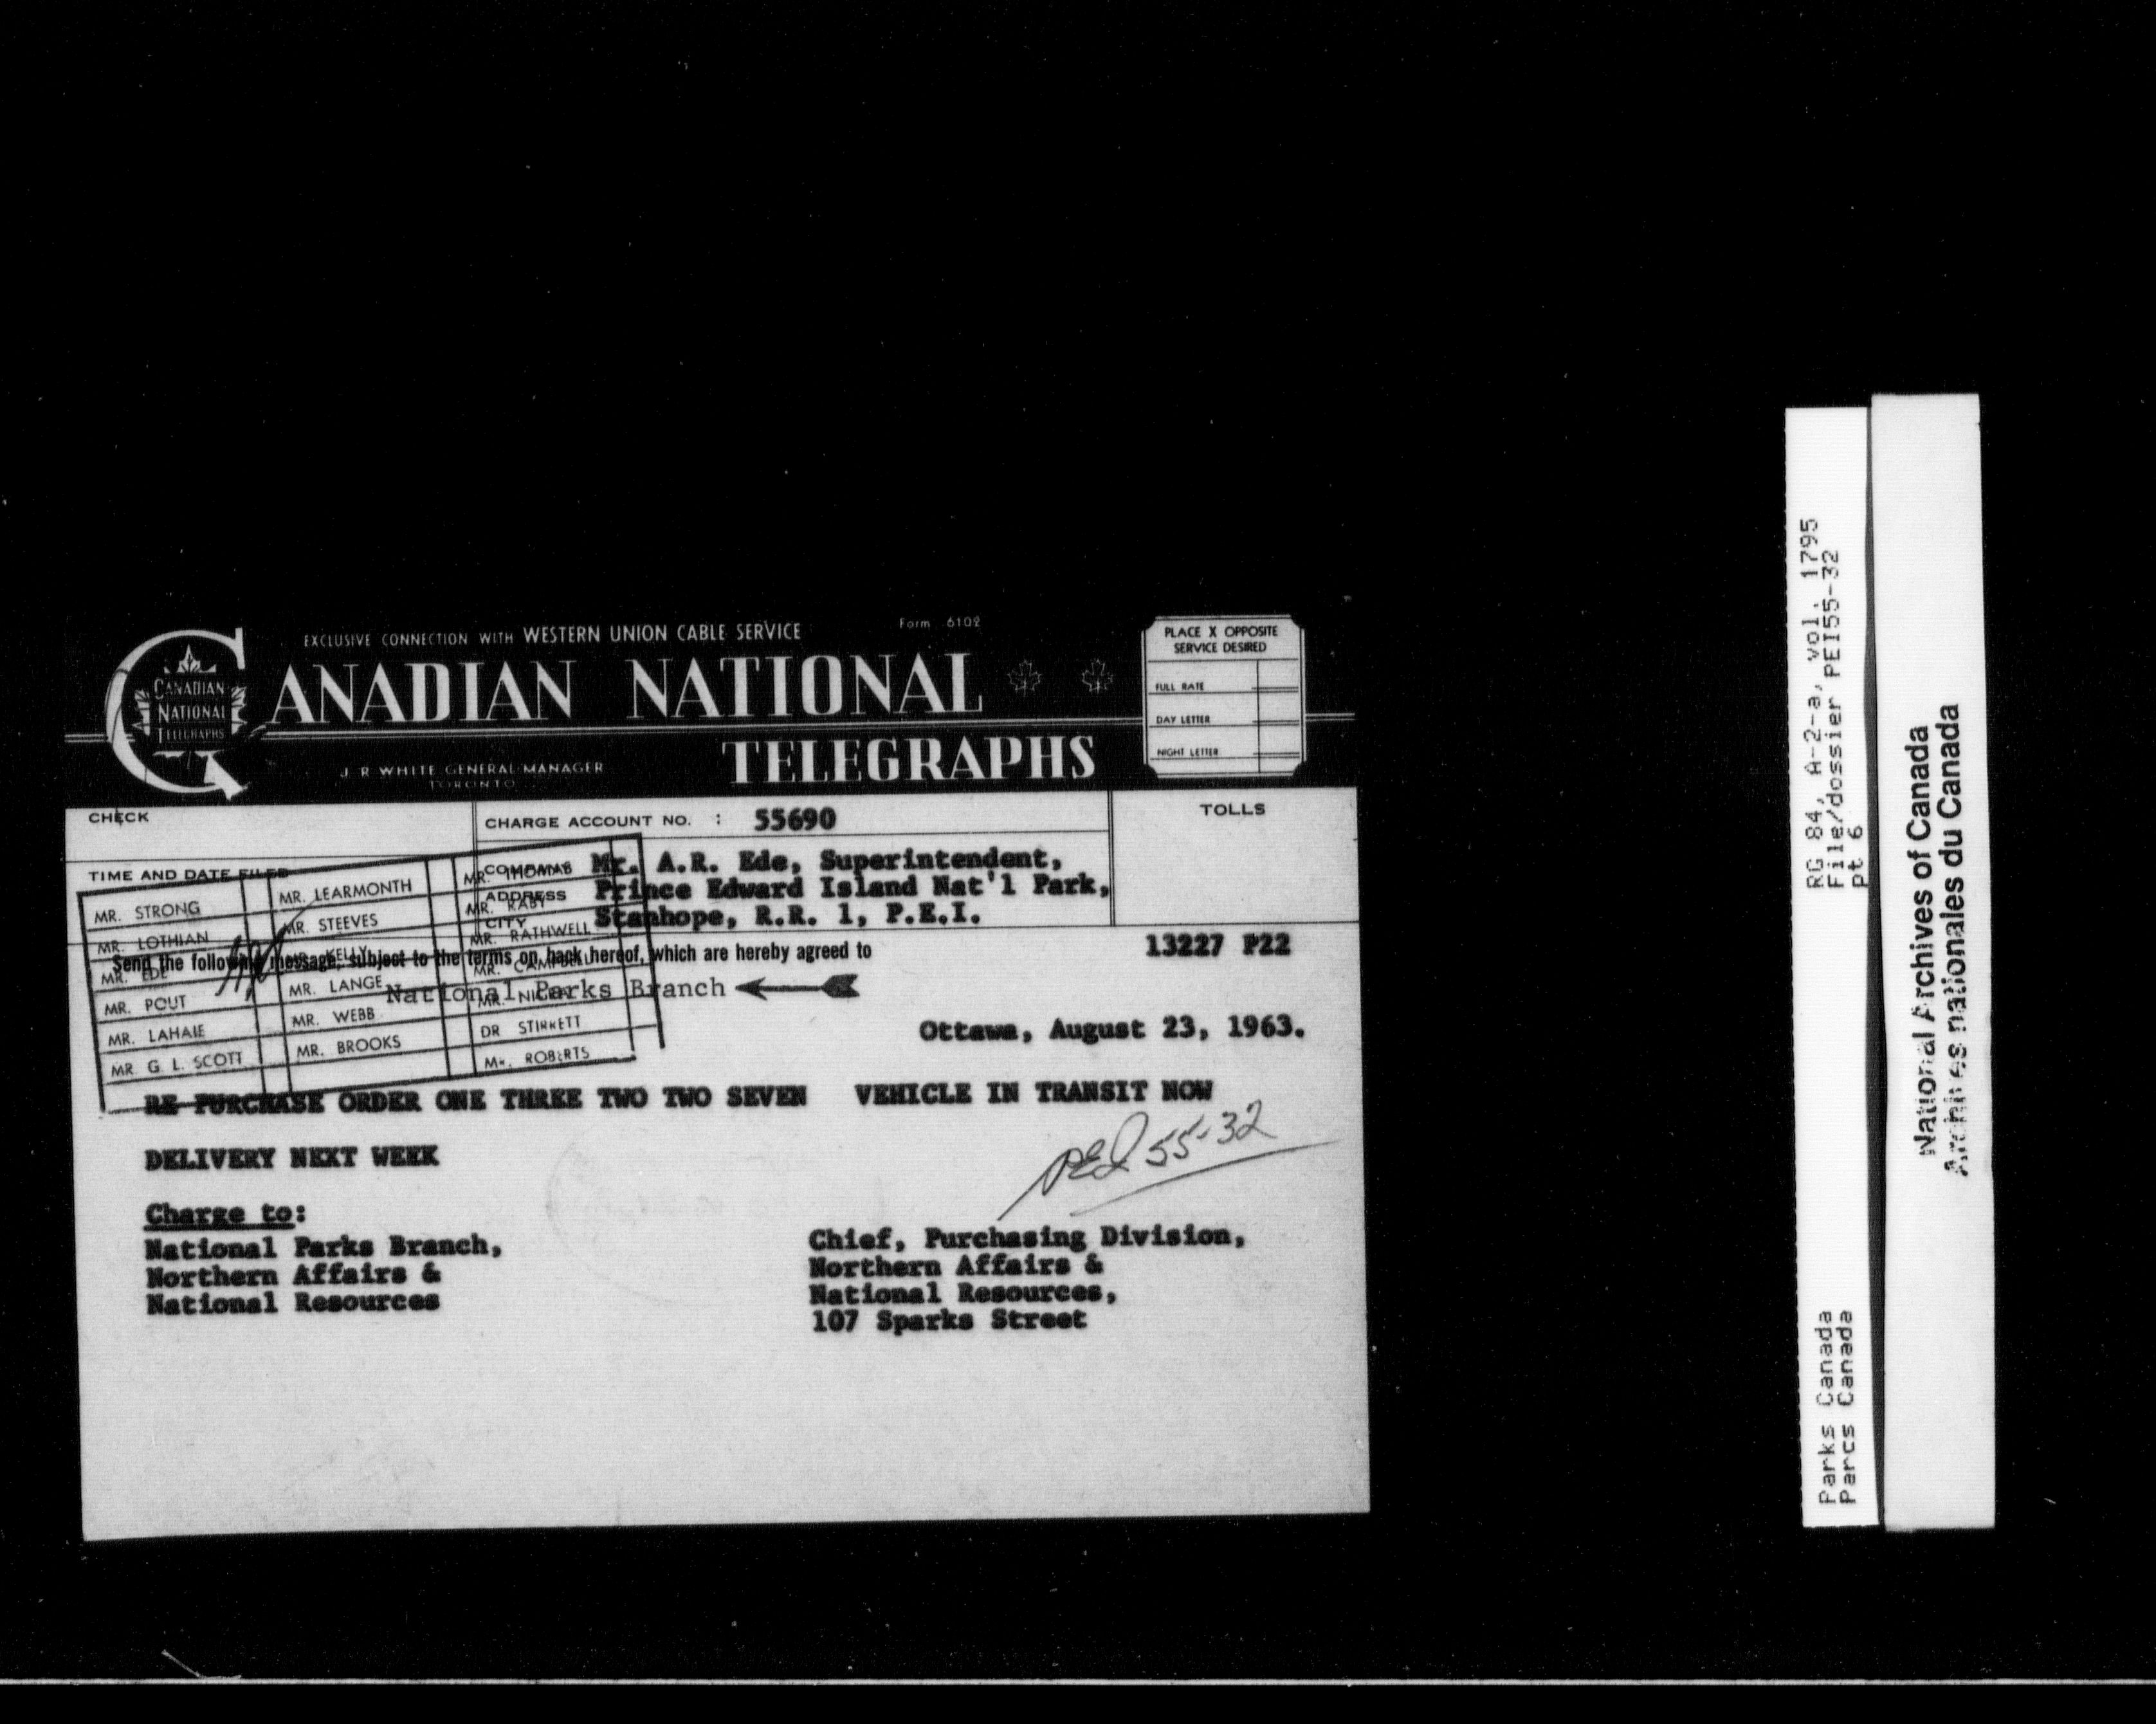 EXCLUSIVE CONNECTION WITH WESTERN UNION CABLE SERVICE
Form 6102
CANADIAN NATIONAL
TELEGRAPHS
CANADIAN
NATIONAL
TELEGRAPHS
J R WHITE GENERAL MANAGER
TORONTO
PLACE X OPPOSITE
SERVICE DESIRED
FULL RATE
DAY LETTER
NIGHT LETTER
CHECK
CHARGE ACCOUNT NO. : 55690
TOLLS
TIME AND DATE FILED
COMPANY Mr. A.R. Ede, Superintendent,
ADDRESS Prince Edward Island Nat'l Park,
CITY Stanhope, R.R. 1, P.E.I.
MR. STRONG
MR. LOTHIAN
MR. EDE
MR. POUT
MR. LAHAIE
MR G. L. SCOTT
MR. LEARMONTH
MR. STEEVES
KELLY
MR. LANGE
MR. WEBB
MR. BROOKS
MR. THOMAS
MR. RABY
MR. RATHWELL
MR. CAMPBELL
MR.
DR STIRRETT
MR. ROBERTS
Send the following message, subject to the terms on back hereof, which are hereby agreed to
13227 P22
National Parks Branch
Ottawa, August 23, 1963.
RE PURCHASE ORDER ONE THREE TWO TWO SEVEN VEHICLE IN TRANSIT NOW
DELIVERY NEXT WEEK
PEI 55-32
Charge to:
National Parks Branch,
Northern Affairs &
National Resources
Chief, Purchasing Division,
Northern Affairs &
National Resources,
107 Sparks Street
RG 84, A-2-a, vol. 1795
File/dossier PEI55-32
pt 6
Parks Canada
Parcs Canada
National Archives of Canada
Archives nationales du Canada